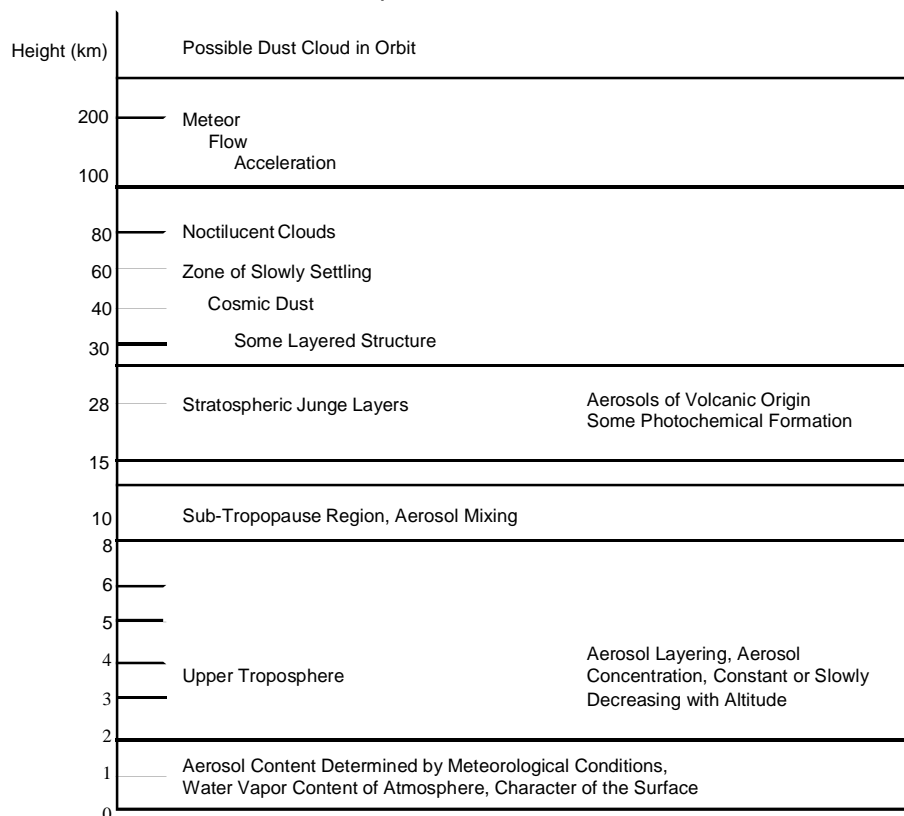 Height (km)
Possible Dust Cloud in Orbit
200
Meteor
Flow
Acceleration
100
80
Noctilucent Clouds
60
Zone of Slowly Settling
40
Cosmic Dust
30
Some Layered Structure
28
Stratospheric Junge Layers
Aerosols of Volcanic Origin
Some Photochemical Formation
15
10
Sub-Tropopause Region, Aerosol Mixing
8
6
5
4
Upper Troposphere
Aerosol Layering, Aerosol
Concentration, Constant or Slowly
Decreasing with Altitude
3
2
1
Aerosol Content Determined by Meteorological Conditions,
Water Vapor Content of Atmosphere, Character of the Surface
0